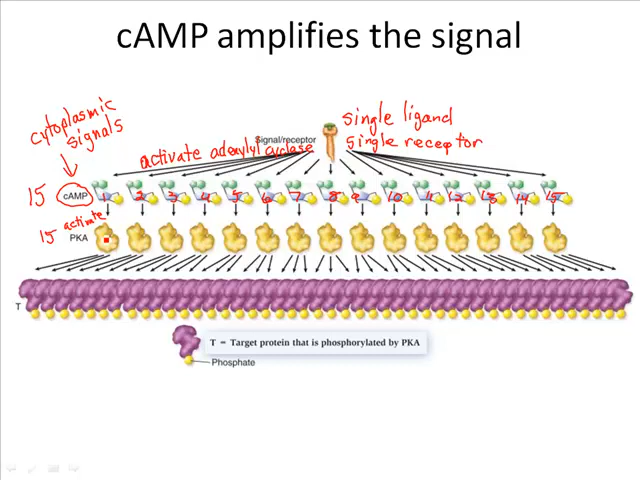 cAMP amplifies the signal
cytoplasmic
signals
single ligand
single receptor
Signal/receptor
activate adenylyl cyclase
15
cAMP
1 2 3 4 5 6 7 8 9 10 11 12 13 14 15
activate
15
PKA
T
T = Target protein that is phosphorylated by PKA
Phosphate